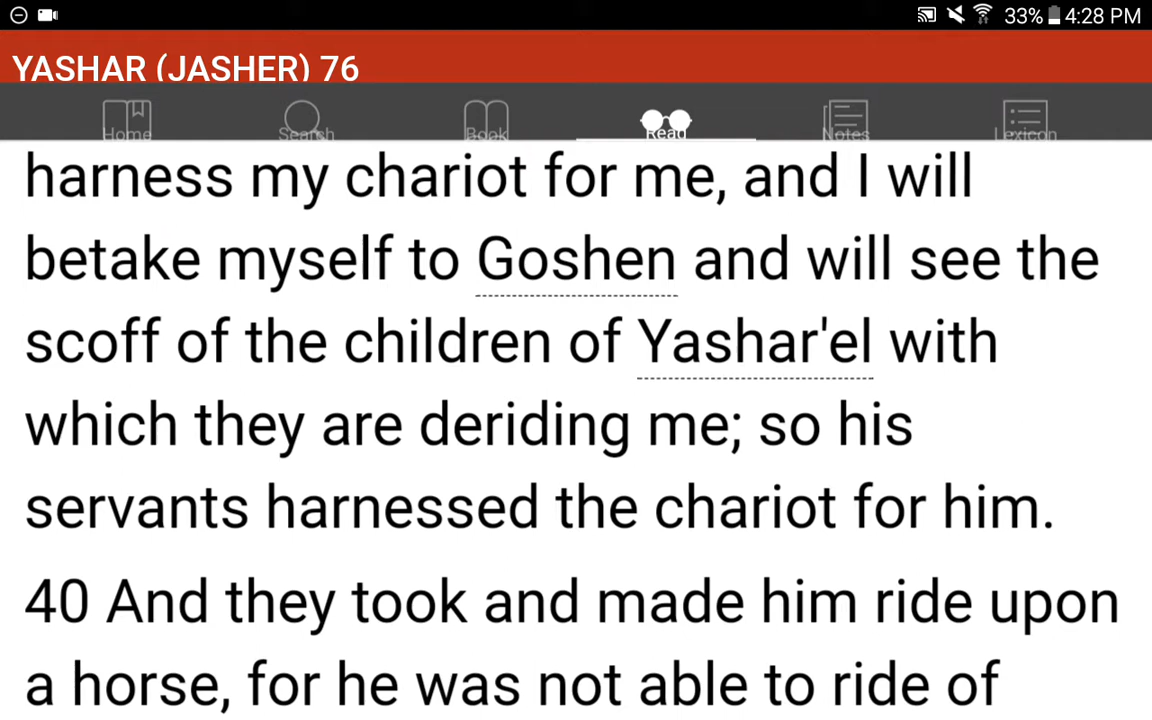 33% 4:28 PM
YASHAR (JASHER) 76
Home Search Book Read Notes Lexicon
harness my chariot for me, and I will
betake myself to Goshen and will see the
scoff of the children of Yashar'el with
which they are deriding me; so his
servants harnessed the chariot for him.
40 And they took and made him ride upon
a horse, for he was not able to ride of